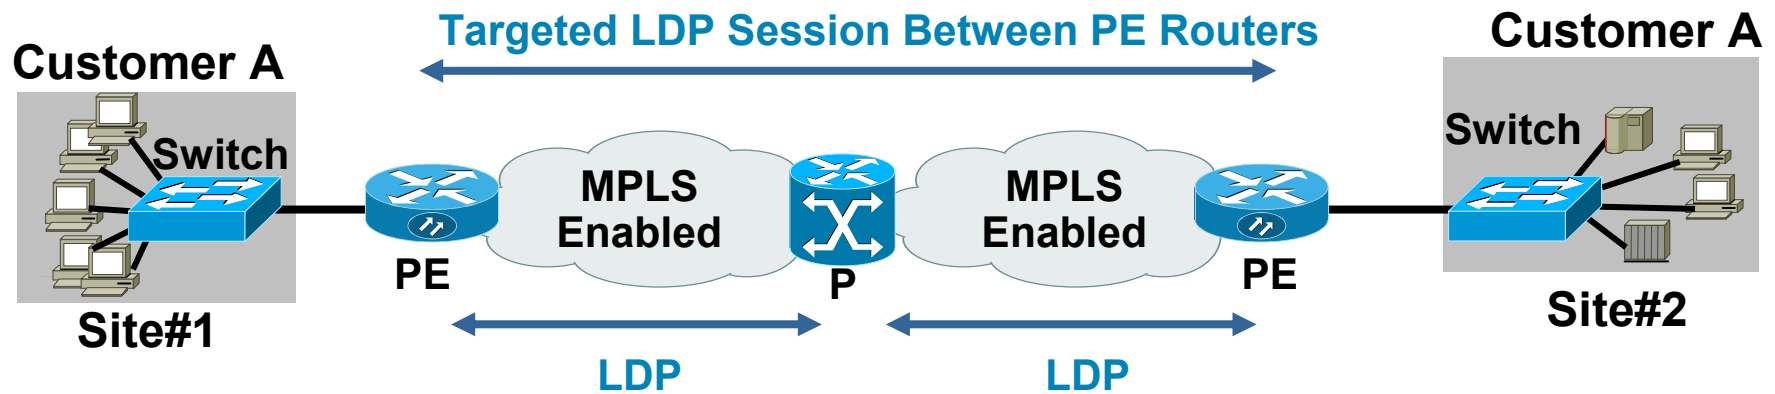 Targeted LDP Session Between PE Routers
Customer A
Customer A
Switch
Switch
MPLS
Enabled
MPLS
Enabled
PE
P
PE
Site#1
Site#2
LDP
LDP